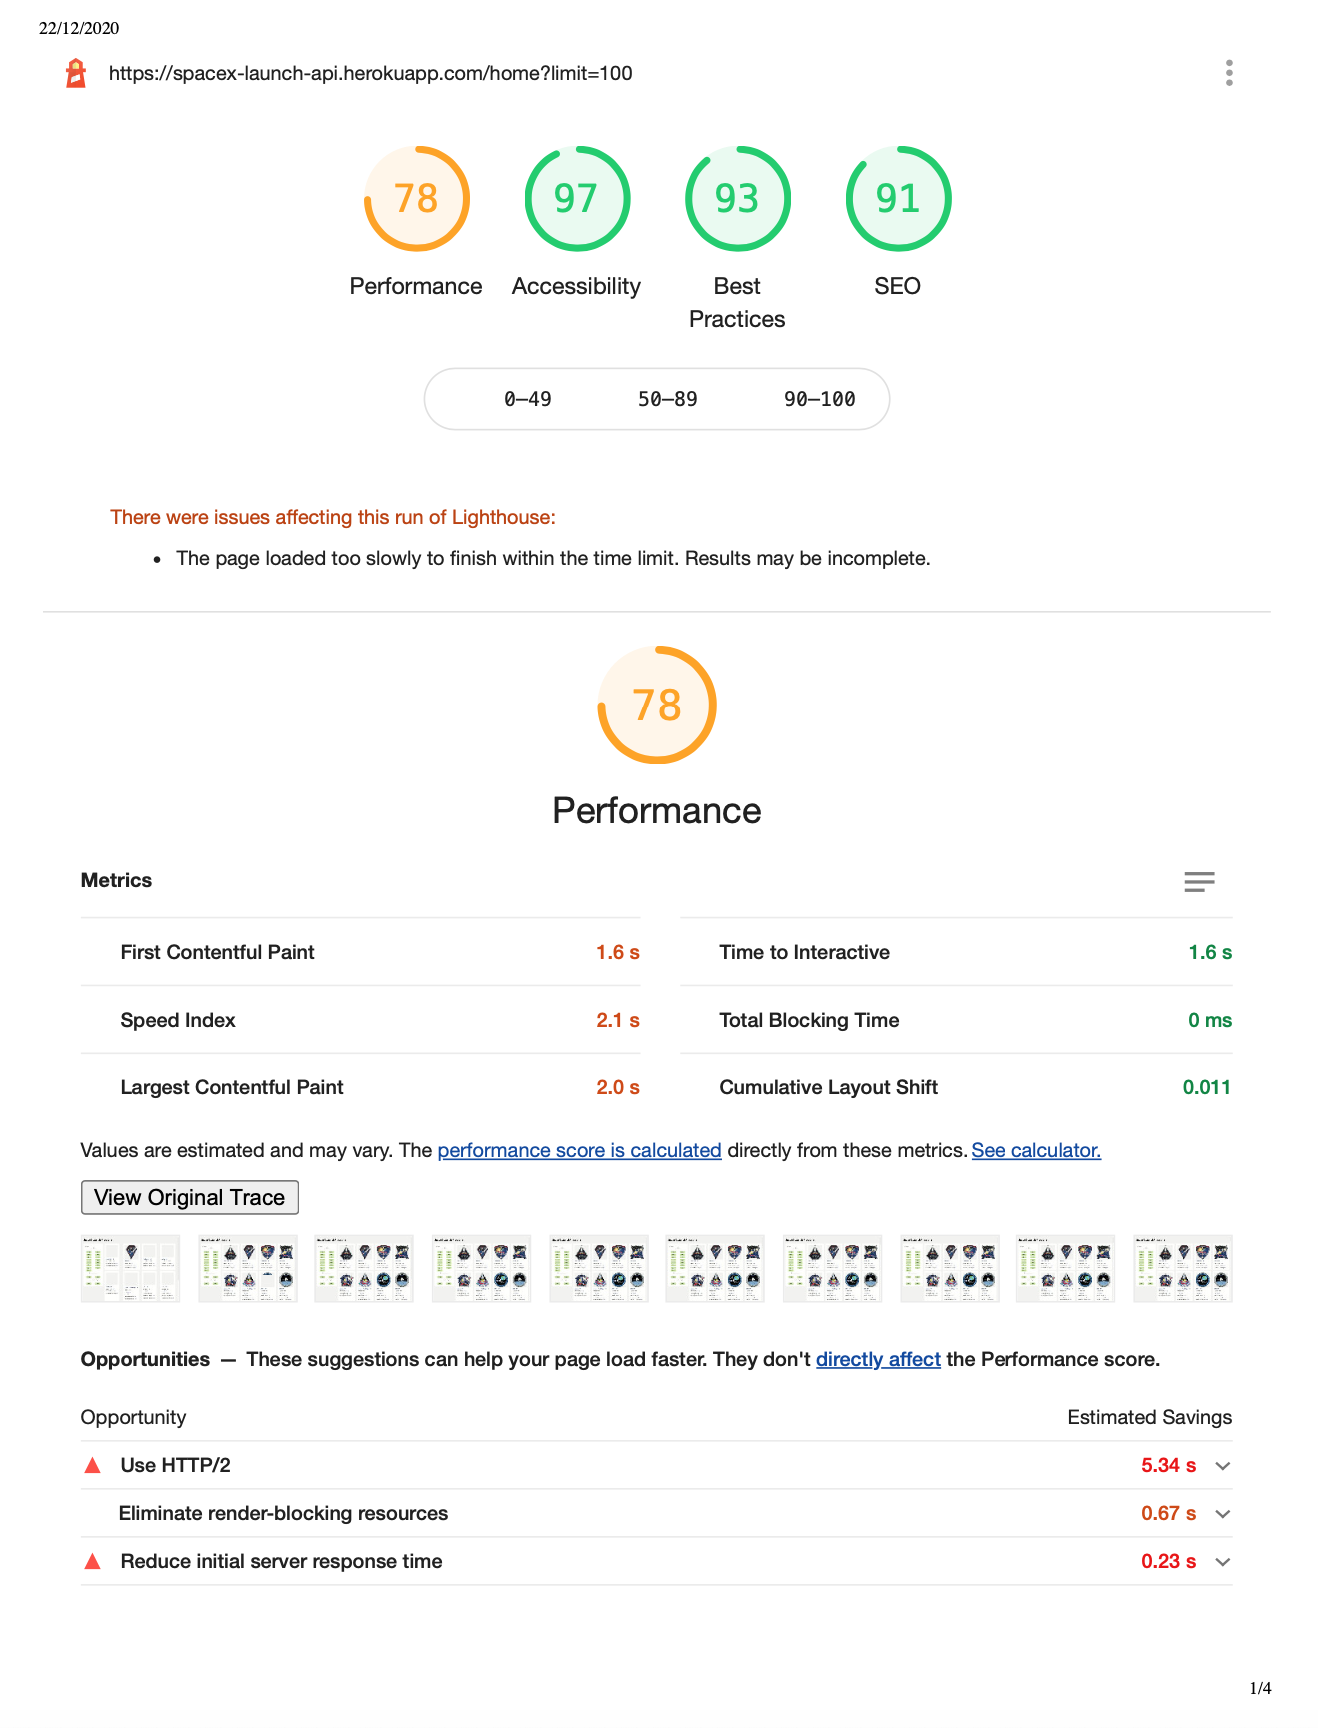 22/12/2020
https://spacex-launch-api.herokuapp.com/home?limit=100
78 97 93 91
Performance Accessibility Best Practices SEO
0–49 50–89 90–100
There were issues affecting this run of Lighthouse:
• The page loaded too slowly to finish within the time limit. Results may be incomplete.
78
Performance
Metrics
First Contentful Paint 1.6 s
Time to Interactive 1.6 s
Speed Index 2.1 s
Total Blocking Time 0 ms
Largest Contentful Paint 2.0 s
Cumulative Layout Shift 0.011
Values are estimated and may vary. The performance score is calculated directly from these metrics. See calculator.
View Original Trace
Opportunities — These suggestions can help your page load faster. They don't directly affect the Performance score.
Opportunity Estimated Savings
Use HTTP/2 5.34 s
Eliminate render-blocking resources 0.67 s
Reduce initial server response time 0.23 s
1/4